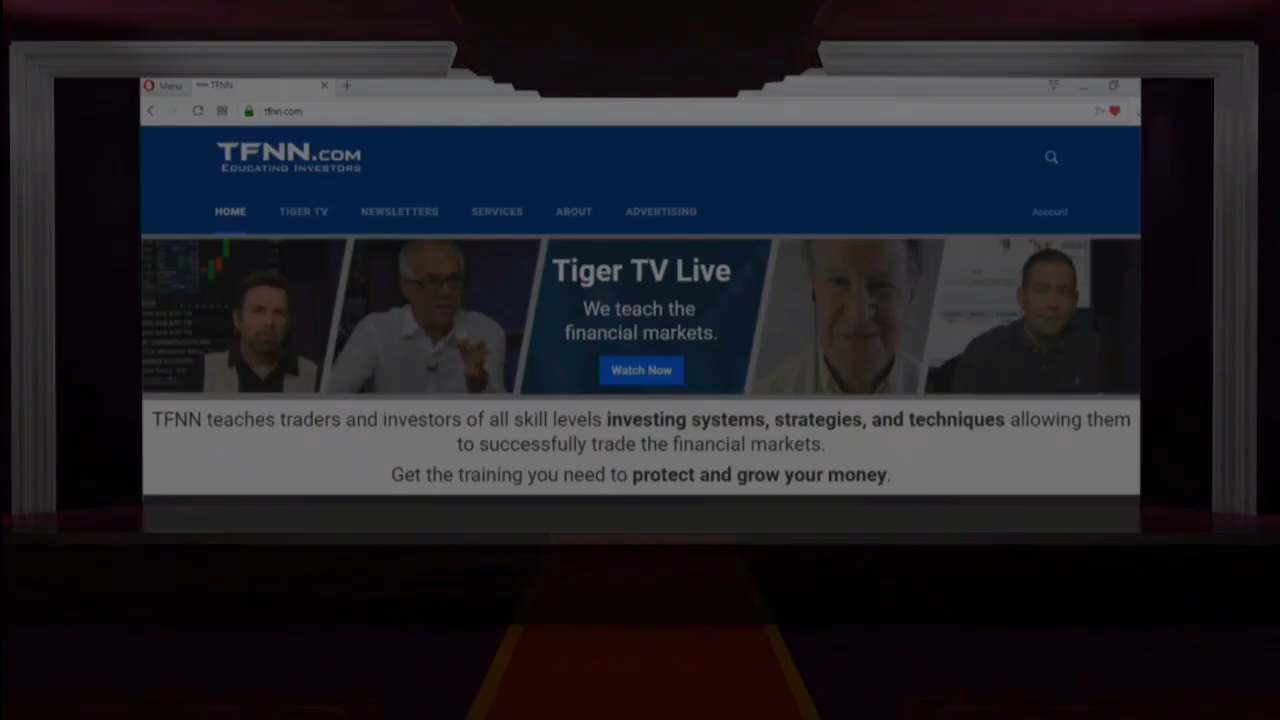 Menu
TFNN
tfnn.com
TFNN.COM
EDUCATING INVESTORS
HOME TIGER TV NEWSLETTERS SERVICES ABOUT ADVERTISING Account
Tiger TV Live
We teach the
financial markets.
Watch Now
TFNN teaches traders and investors of all skill levels investing systems, strategies, and techniques allowing them
to successfully trade the financial markets.
Get the training you need to protect and grow your money.